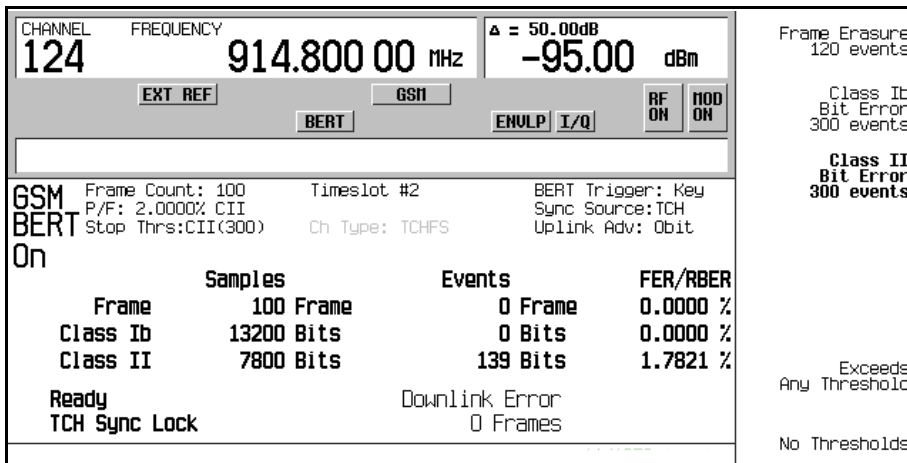 CHANNEL FREQUENCY
124 914.800 00 MHz
Δ = 50.00dB
-95.00 dBm
EXT REF GSM
BERT ENVLP I/Q
RF ON MOD ON
GSM BERT On
Frame Count: 100 Timeslot #2 BERT Trigger: Key
P/F: 2.0000% CII Sync Source:TCH
Stop Thrs:CII(300) Ch Type: TCHFS Uplink Adv: 0bit
Samples Events FER/RBER
Frame 100 Frame 0 Frame 0.0000 %
Class Ib 13200 Bits 0 Bits 0.0000 %
Class II 7800 Bits 139 Bits 1.7821 %
Ready Downlink Error
TCH Sync Lock 0 Frames
Frame Erasure
120 events
Class Ib
Bit Error
300 events
Class II
Bit Error
300 events
Exceeds
Any Threshold
No Thresholds